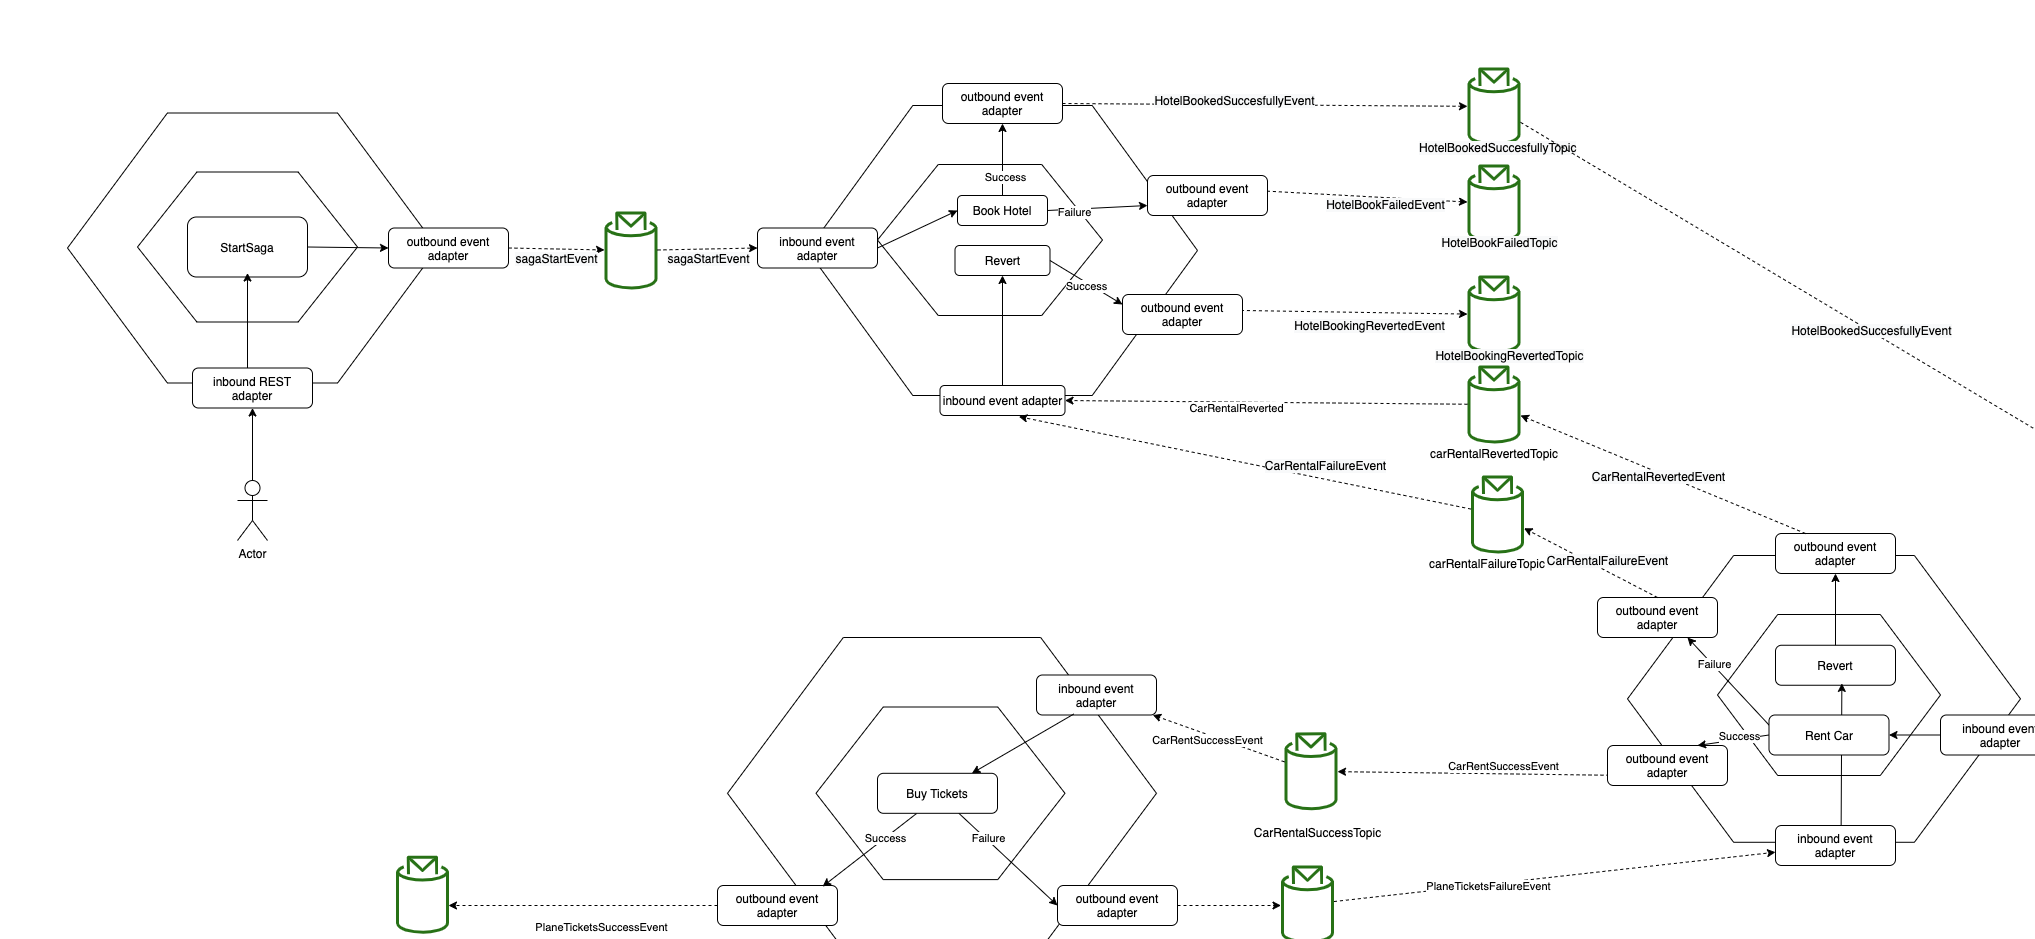 outbound event
adapter
HotelBookedSuccesfullyEvent
HotelBookedSuccesfullyTopic
Success
outbound event
adapter
HotelBookFailedEvent
Book Hotel
Failure
HotelBookFailedTopic
StartSaga
outbound event
adapter
sagaStartEvent
sagaStartEvent
inbound event
adapter
Revert
Success
outbound event
adapter
HotelBookingRevertedEvent
HotelBookingRevertedTopic
HotelBookedSuccesfullyEvent
inbound REST
adapter
inbound event adapter
CarRentalReverted
carRentalRevertedTopic
CarRentalFailureEvent
CarRentalRevertedEvent
Actor
carRentalFailureTopic
CarRentalFailureEvent
outbound event
adapter
outbound event
adapter
Failure
Revert
inbound event
adapter
CarRentSuccessEvent
Success
Rent Car
inbound event
adapter
outbound event
adapter
CarRentSuccessEvent
Buy Tickets
CarRentalSuccessTopic
Success
Failure
inbound event
adapter
PlaneTicketsFailureEvent
outbound event
adapter
outbound event
adapter
PlaneTicketsSuccessEvent